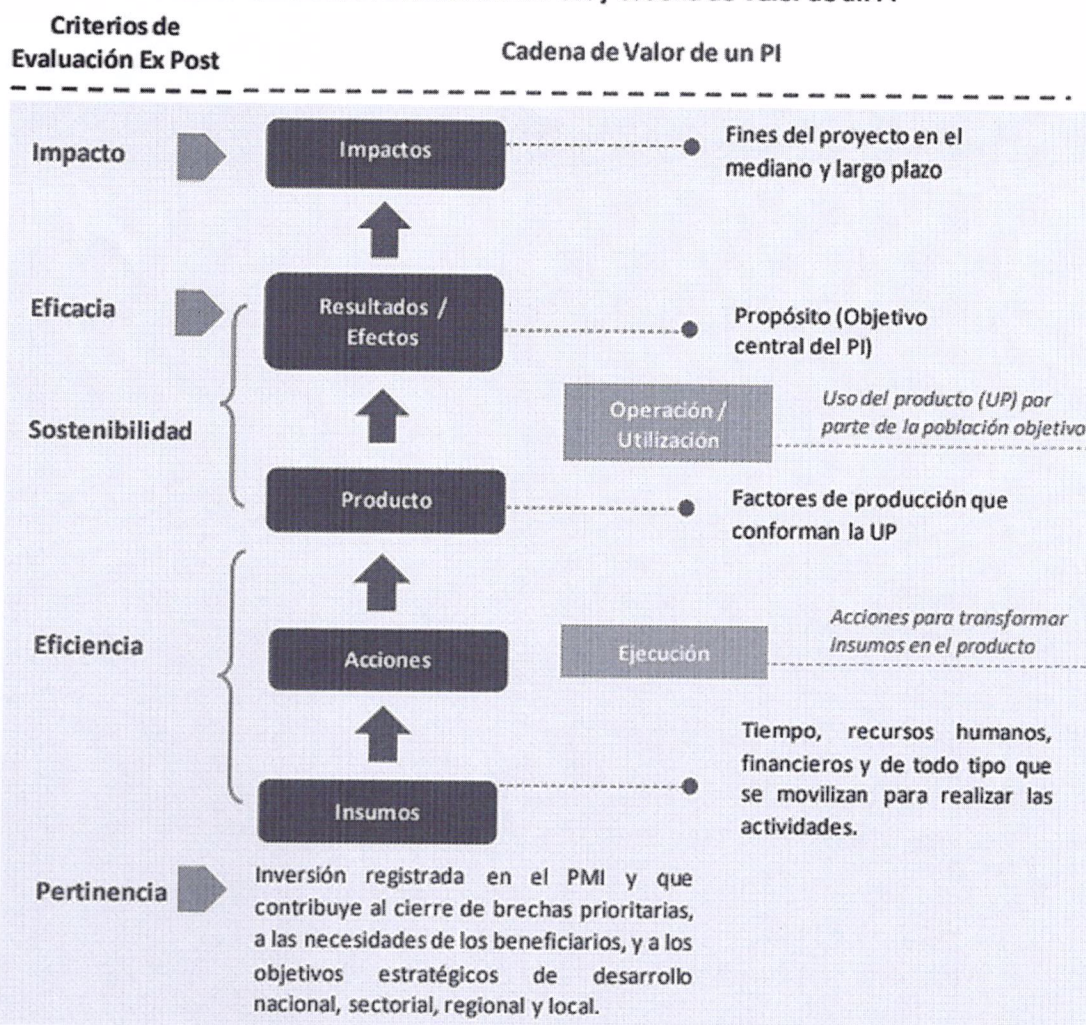 Criterios de
Evaluación Ex Post
Cadena de Valor de un PI
Impacto
Impactos
Fines del proyecto en el
mediano y largo plazo
Eficacia
Resultados /
Efectos
Propósito (Objetivo
central del PI)
Operación /
Utilización
Uso del producto (UP) por
parte de la población objetivo
Sostenibilidad
Producto
Factores de producción que
conforman la UP
Eficiencia
Acciones
Ejecución
Acciones para transformar
insumos en el producto
Insumos
Tiempo, recursos humanos,
financieros y de todo tipo que
se movilizan para realizar las
actividades.
Pertinencia
Inversión registrada en el PMI y que
contribuye al cierre de brechas prioritarias,
a las necesidades de los beneficiarios, y a los
objetivos estratégicos de desarrollo
nacional, sectorial, regional y local.